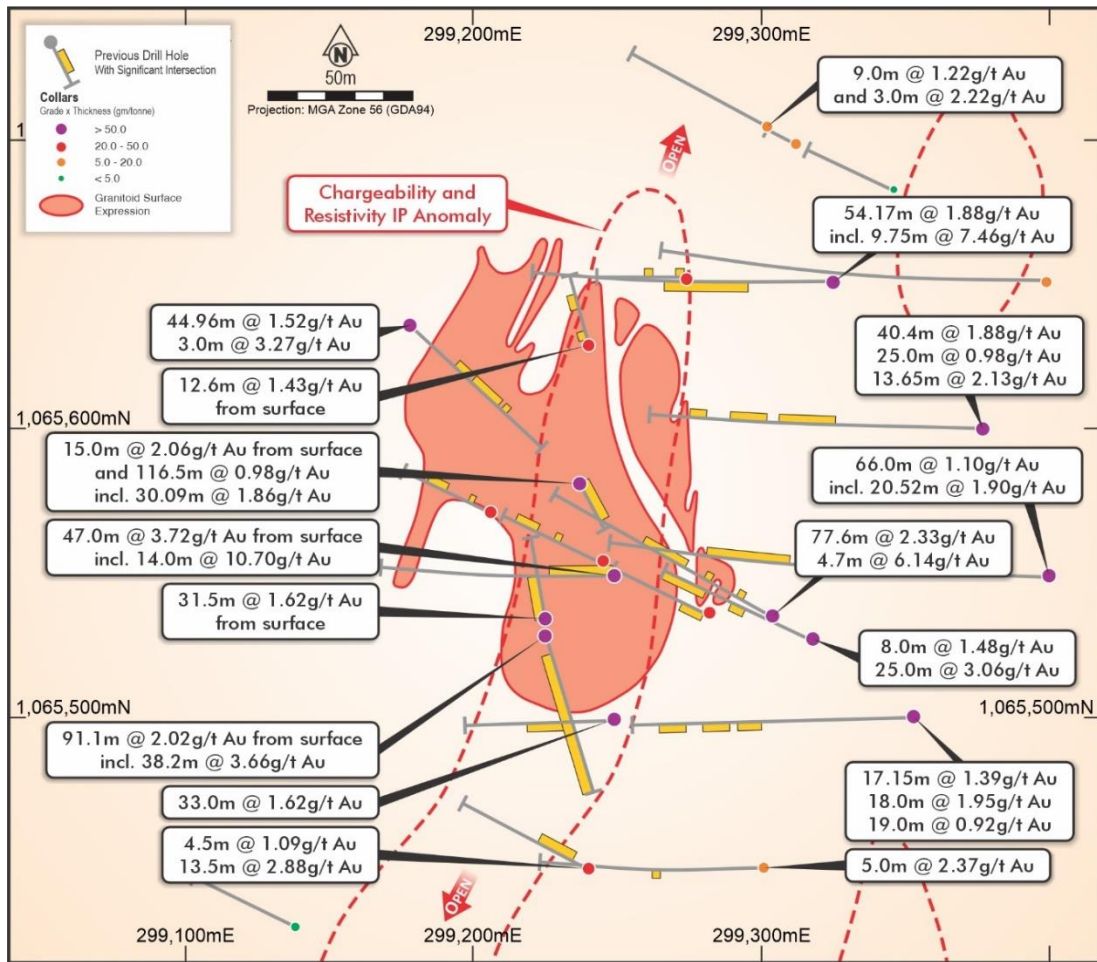 299,200mE
299,300mE
Previous Drill Hole
With Significant Intersection
Collars
Grade x Thickness (gm/tonne)
> 50.0
20.0 - 50.0
5.0 - 20.0
< 5.0
Granitoid Surface
Expression
N
50m
Projection: MGA Zone 56 (GDA94)
9.0m @ 1.22g/t Au
and 3.0m @ 2.22g/t Au
1
OPEN
Chargeability and
Resistivity IP Anomaly
54.17m @ 1.88g/t Au
incl. 9.75m @ 7.46g/t Au
44.96m @ 1.52g/t Au
3.0m @ 3.27g/t Au
40.4m @ 1.88g/t Au
25.0m @ 0.98g/t Au
13.65m @ 2.13g/t Au
12.6m @ 1.43g/t Au
from surface
1,065,600mN
15.0m @ 2.06g/t Au from surface
and 116.5m @ 0.98g/t Au
incl. 30.09m @ 1.86g/t Au
66.0m @ 1.10g/t Au
incl. 20.52m @ 1.90g/t Au
47.0m @ 3.72g/t Au from surface
incl. 14.0m @ 10.70g/t Au
77.6m @ 2.33g/t Au
4.7m @ 6.14g/t Au
31.5m @ 1.62g/t Au
from surface
8.0m @ 1.48g/t Au
25.0m @ 3.06g/t Au
1,065,500mN
1,065,500mN
91.1m @ 2.02g/t Au from surface
incl. 38.2m @ 3.66g/t Au
33.0m @ 1.62g/t Au
17.15m @ 1.39g/t Au
18.0m @ 1.95g/t Au
19.0m @ 0.92g/t Au
4.5m @ 1.09g/t Au
13.5m @ 2.88g/t Au
5.0m @ 2.37g/t Au
OPEN
299,100mE
299,200mE
299,300mE